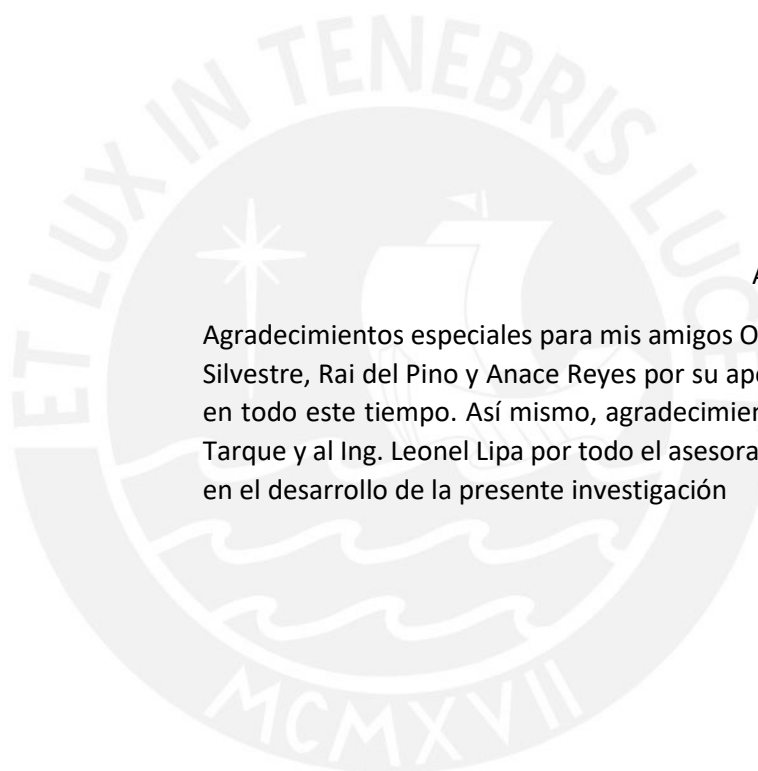 ET LUX IN TENEBRIS LUCET
A
Agradecimientos especiales para mis amigos O
Silvestre, Rai del Pino y Anace Reyes por su
en todo este tiempo. Así mismo,
Tarque y al Ing. Leonel Lipa por todo el
en el desarrollo de la presente investigación
MCMXVII